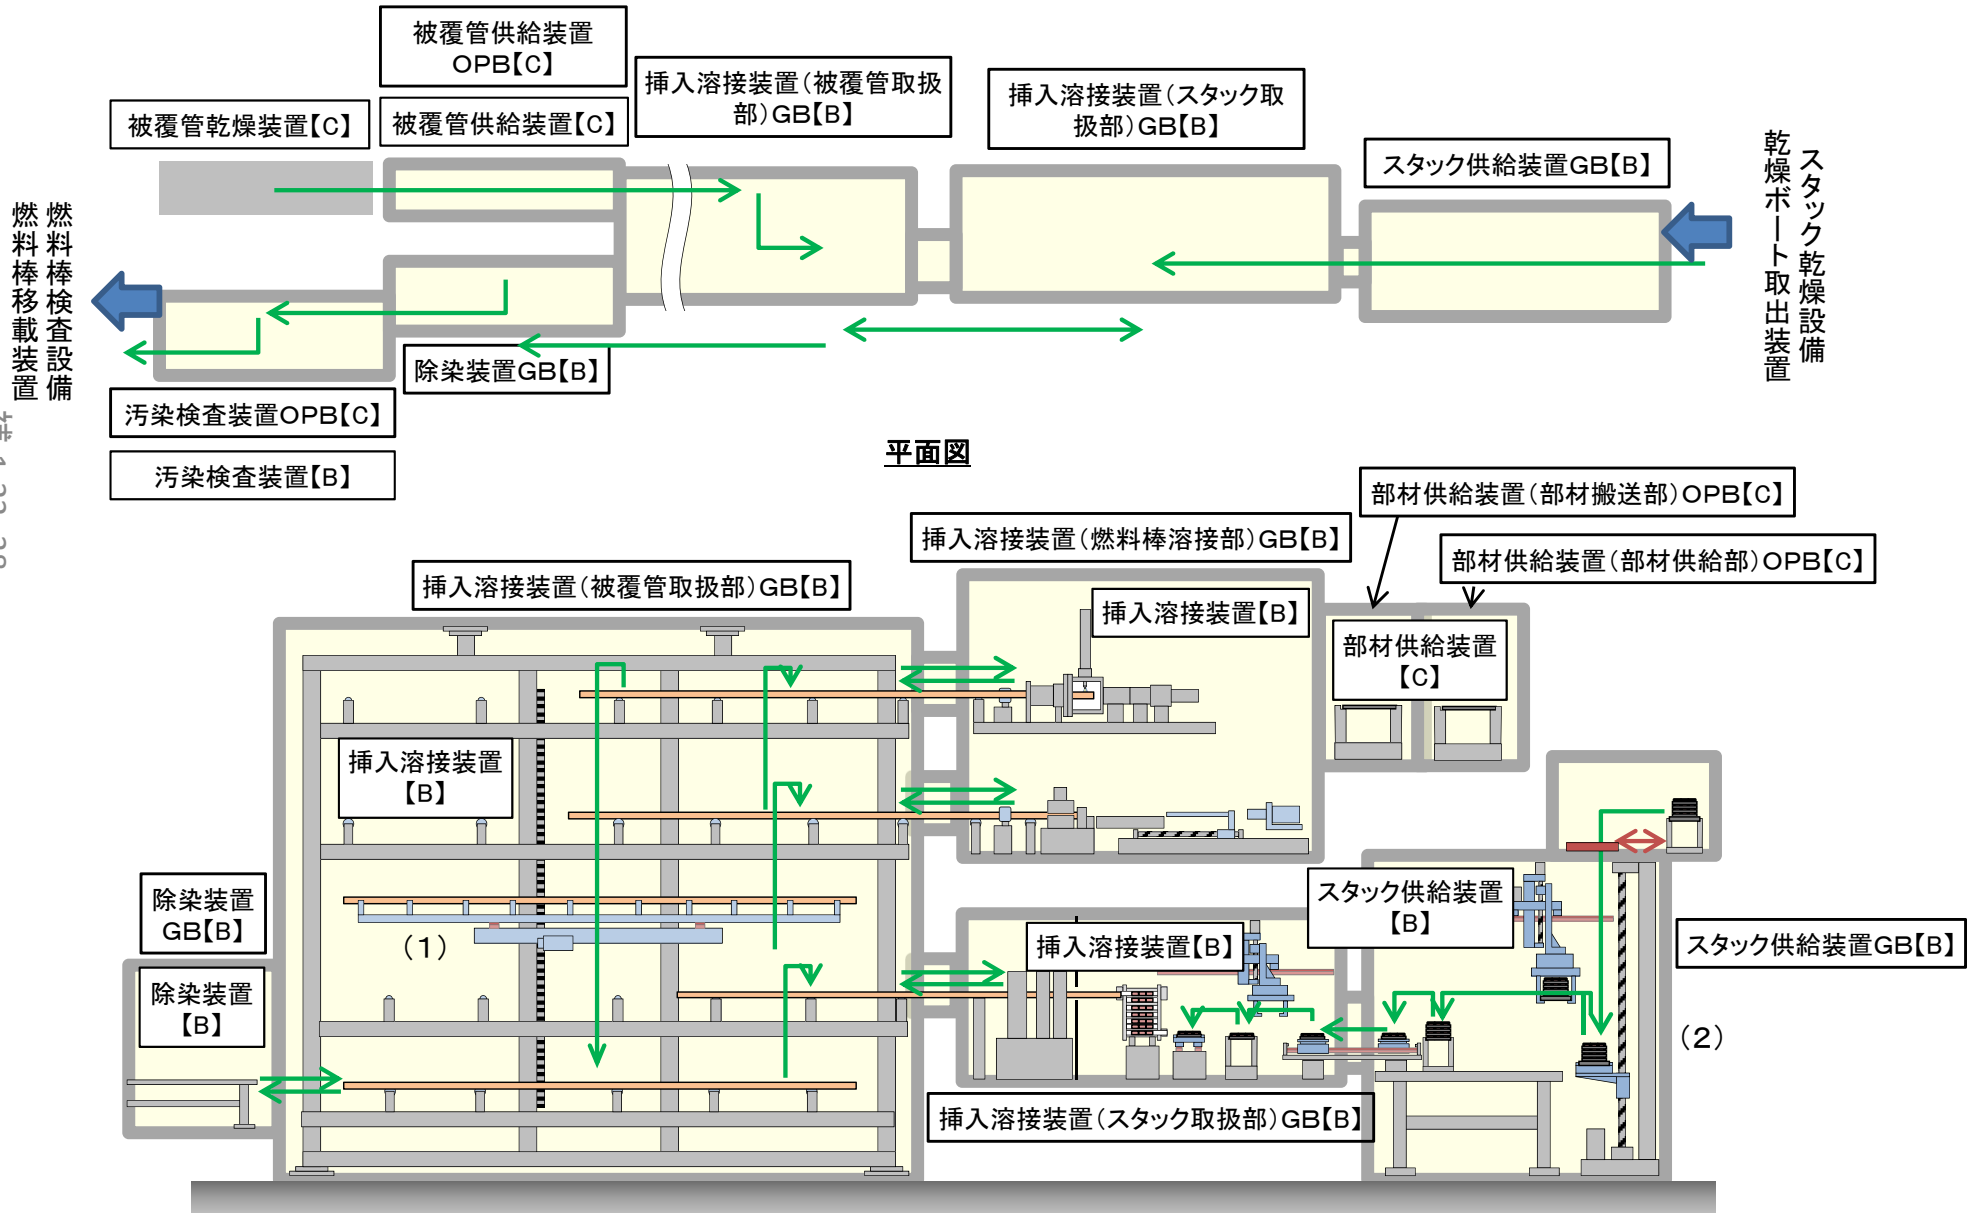 被覆管供給装置
OPB【C】
被覆管乾燥装置【C】
被覆管供給装置【C】
挿入溶接装置(被覆管取扱
部)GB【B】
挿入溶接装置(スタック取
扱部)GB【B】
スタック供給装置GB【B】
スタック乾燥設備
乾燥ボート取出装置
燃料棒検査設備
燃料棒移載装置
除染装置GB【B】
汚染検査装置OPB【C】
汚染検査装置【B】
平面図
部材供給装置(部材搬送部)OPB【C】
挿入溶接装置(燃料棒溶接部)GB【B】
部材供給装置(部材供給部)OPB【C】
挿入溶接装置(被覆管取扱部)GB【B】
挿入溶接装置【B】
部材供給装置
【C】
挿入溶接装置
【B】
除染装置
GB【B】
スタック供給装置
【B】
(1)
挿入溶接装置【B】
スタック供給装置GB【B】
除染装置
【B】
(2)
挿入溶接装置(スタック取扱部)GB【B】